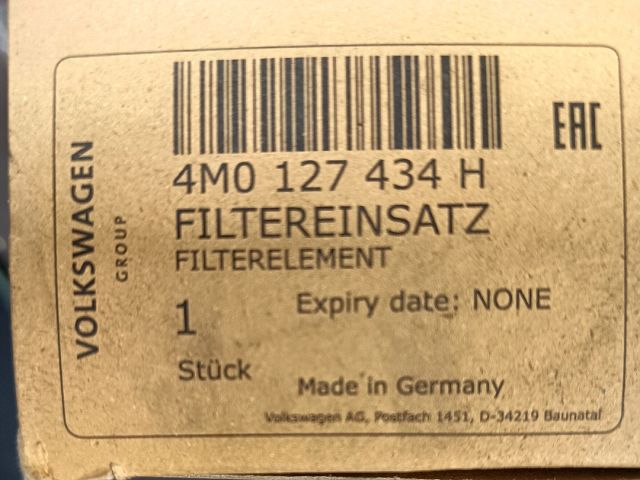 VOLKSWAGEN
GROUP
EAC
4M0 127 434 H
FILTEREINSATZ
FILTERELEMENT
1
Expiry date: NONE
Stück
Made in Germany
Volkswagen AG, Postfach 1451, D-34219 Baunatal